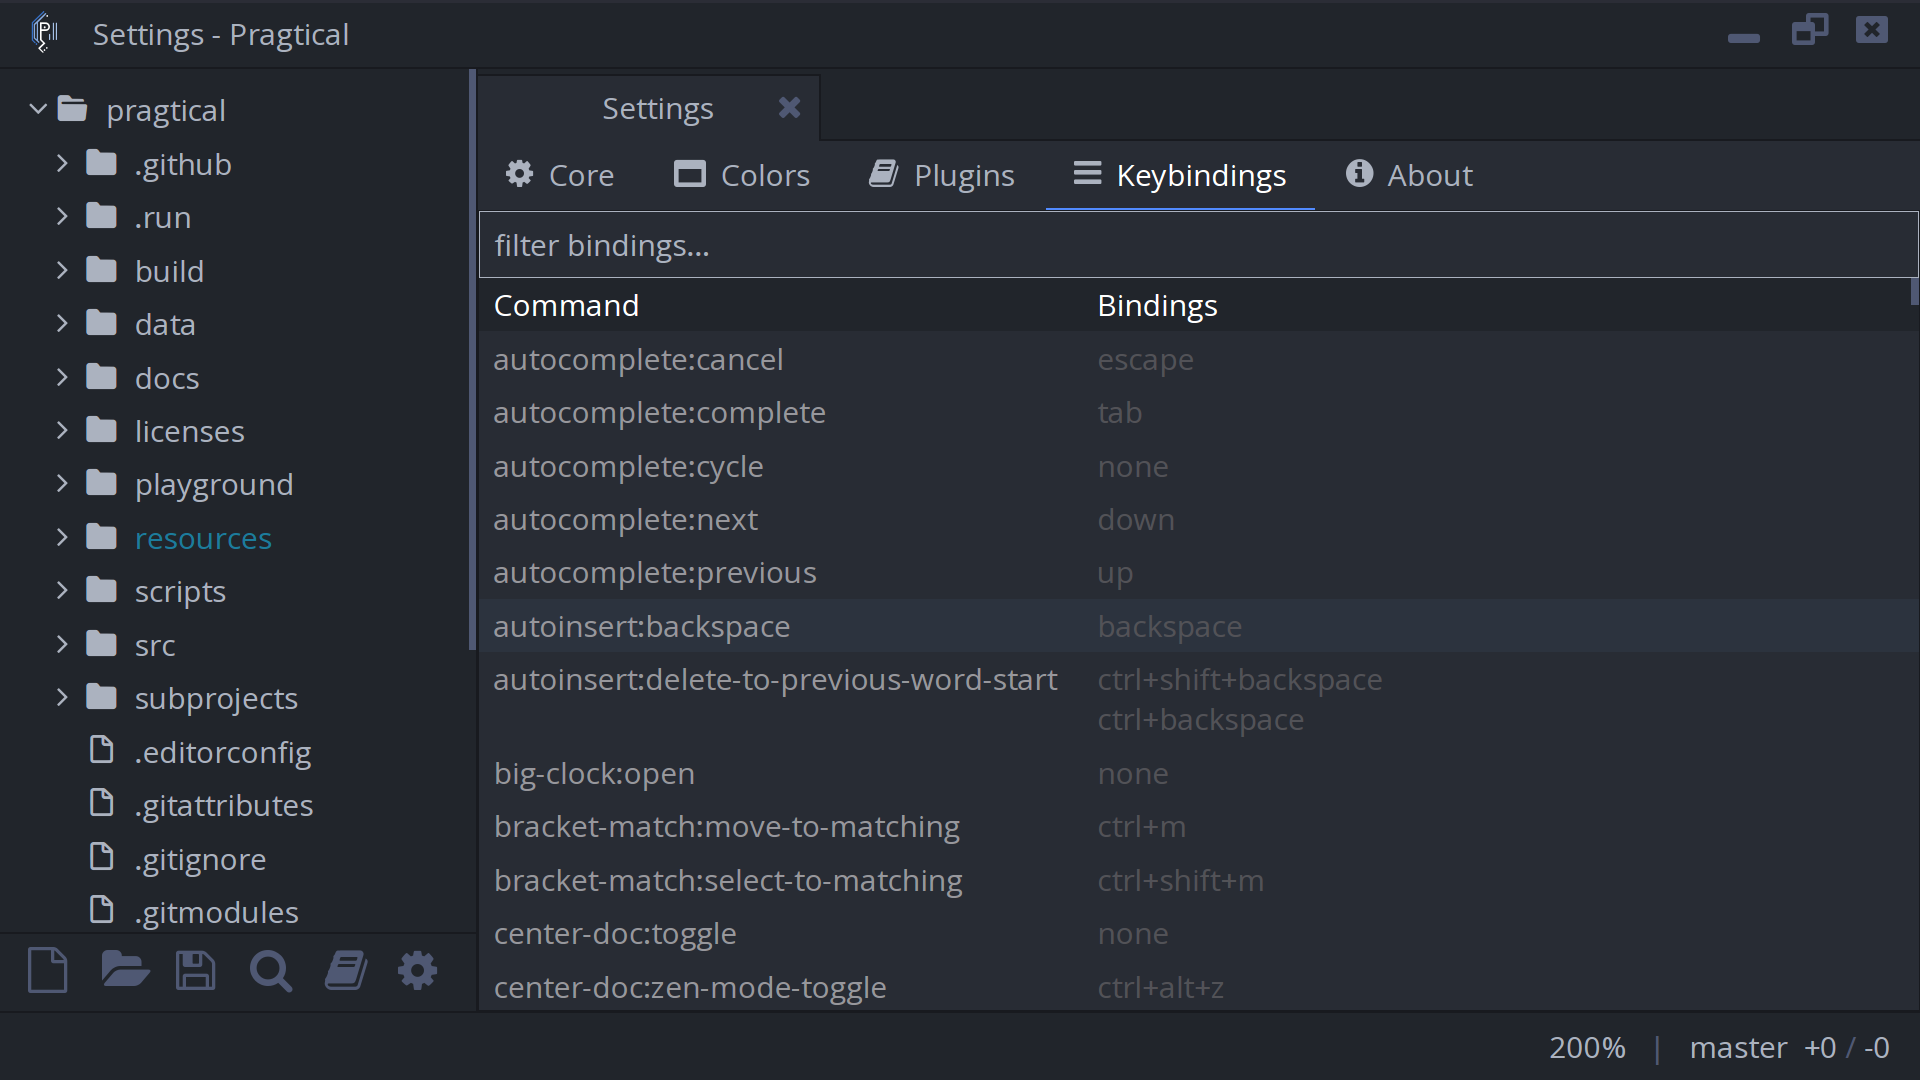 Settings - Pragtical
pragtical
.github
.run
build
data
docs
licenses
playground
resources
scripts
src
subprojects
.editorconfig
.gitattributes
.gitignore
.gitmodules
Settings
Core Colors Plugins Keybindings About
filter bindings...
Command Bindings
autocomplete:cancel escape
autocomplete:complete tab
autocomplete:cycle none
autocomplete:next down
autocomplete:previous up
autoinsert:backspace backspace
autoinsert:delete-to-previous-word-start ctrl+shift+backspace
ctrl+backspace
big-clock:open none
bracket-match:move-to-matching ctrl+m
bracket-match:select-to-matching ctrl+shift+m
center-doc:toggle none
center-doc:zen-mode-toggle ctrl+alt+z
200% | master +0 / -0